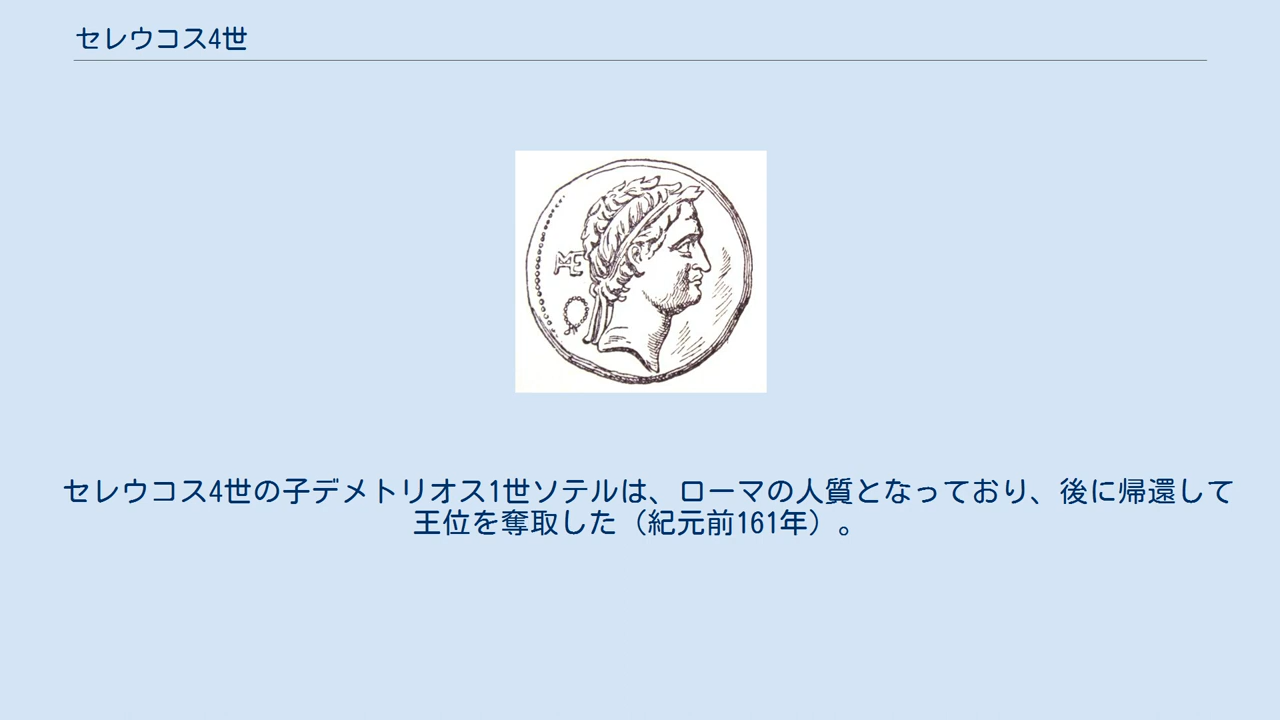 セレウコス4世
セレウコス4世の子デメトリオス1世ソテルは、ローマの人質となっており、後に帰還して
王位を奪取した（紀元前161年）。